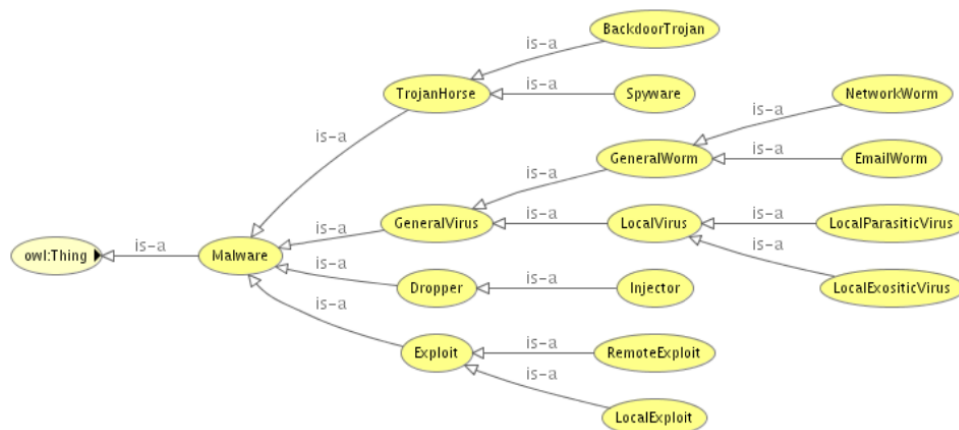 BackdoorTrojan
is-a
TrojanHorse
is-a
Spyware
NetworkWorm
is-a
is-a
GeneralWorm
is-a
EmailWorm
is-a
GeneralVirus
is-a
LocalVirus
is-a
LocalParasiticVirus
is-a
owl:Thing
is-a
Malware
is-a
is-a
LocalExositicVirus
is-a
Dropper
is-a
Injector
is-a
Exploit
is-a
RemoteExploit
is-a
LocalExploit